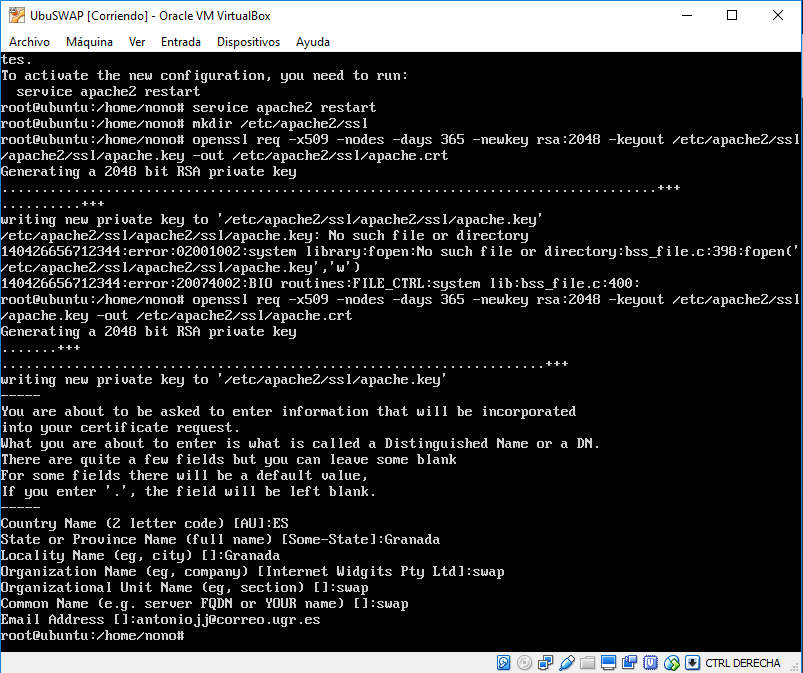 UbuSWAP [Corriendo] - Oracle VM VirtualBox
Archivo Máquina Ver Entrada Dispositivos Ayuda
tes.
To activate the new configuration, you need to run:
  service apache2 restart
root@ubuntu:/home/nono# service apache2 restart
root@ubuntu:/home/nono# mkdir /etc/apache2/ssl
root@ubuntu:/home/nono# openssl req -x509 -nodes -days 365 -newkey rsa:2048 -keyout /etc/apache2/ssl
/apache2/ssl/apache.key -out /etc/apache2/ssl/apache.crt
Generating a 2048 bit RSA private key
..................................................................................+++
..........+++
writing new private key to '/etc/apache2/ssl/apache2/ssl/apache.key'
/etc/apache2/ssl/apache2/ssl/apache.key: No such file or directory
140426656712344:error:02001002:system library:fopen:No such file or directory:bss_file.c:398:fopen('
/etc/apache2/ssl/apache2/ssl/apache.key','w')
140426656712344:error:20074002:BIO routines:FILE_CTRL:system lib:bss_file.c:400:
root@ubuntu:/home/nono# openssl req -x509 -nodes -days 365 -newkey rsa:2048 -keyout /etc/apache2/ssl
/apache.key -out /etc/apache2/ssl/apache.crt
Generating a 2048 bit RSA private key
.......+++
....................................................................+++
writing new private key to '/etc/apache2/ssl/apache.key'
-----
You are about to be asked to enter information that will be incorporated
into your certificate request.
What you are about to enter is what is called a Distinguished Name or a DN.
There are quite a few fields but you can leave some blank
For some fields there will be a default value,
If you enter '.', the field will be left blank.
-----
Country Name (2 letter code) [AU]:ES
State or Province Name (full name) [Some-State]:Granada
Locality Name (eg, city) []:Granada
Organization Name (eg, company) [Internet Widgits Pty Ltd]:swap
Organizational Unit Name (eg, section) []:swap
Common Name (e.g. server FQDN or YOUR name) []:swap
Email Address []:antoniojj@correo.ugr.es
root@ubuntu:/home/nono#
CTRL DERECHA